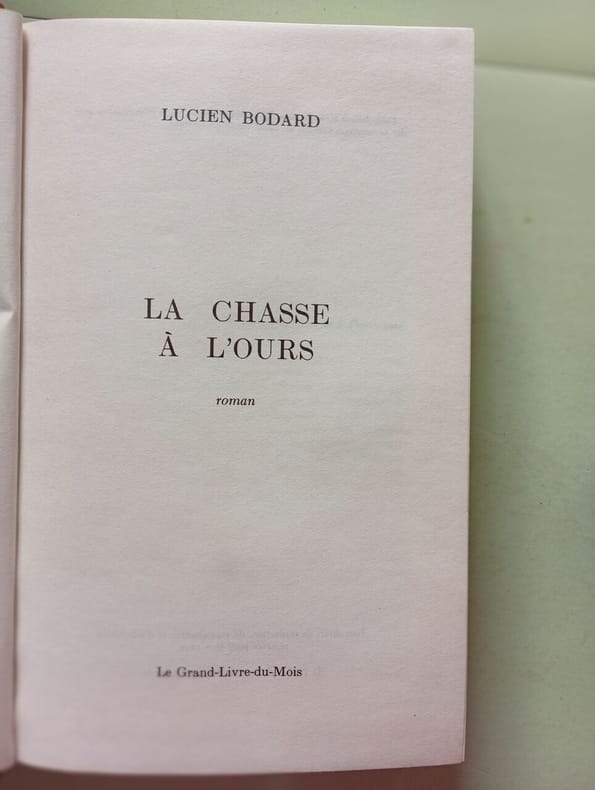 LUCIEN BODARD
LA CHASSE
À L'OURS
roman
Le Grand-Livre-du-Mois